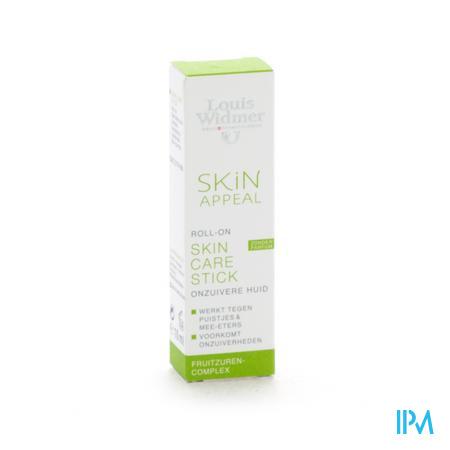 Louis
Widmer
SKiN
APPEAL
ROLL-ON
SKIN
CARE
STICK
ZONDER
PARFUM
ONZUIVERE HUID
WERKT TEGEN
PUISTJES &
MEE-ETERS
VOORKOMT
ONZUIVERHEDEN
FRUITZUREN-
COMPLEX
IPM